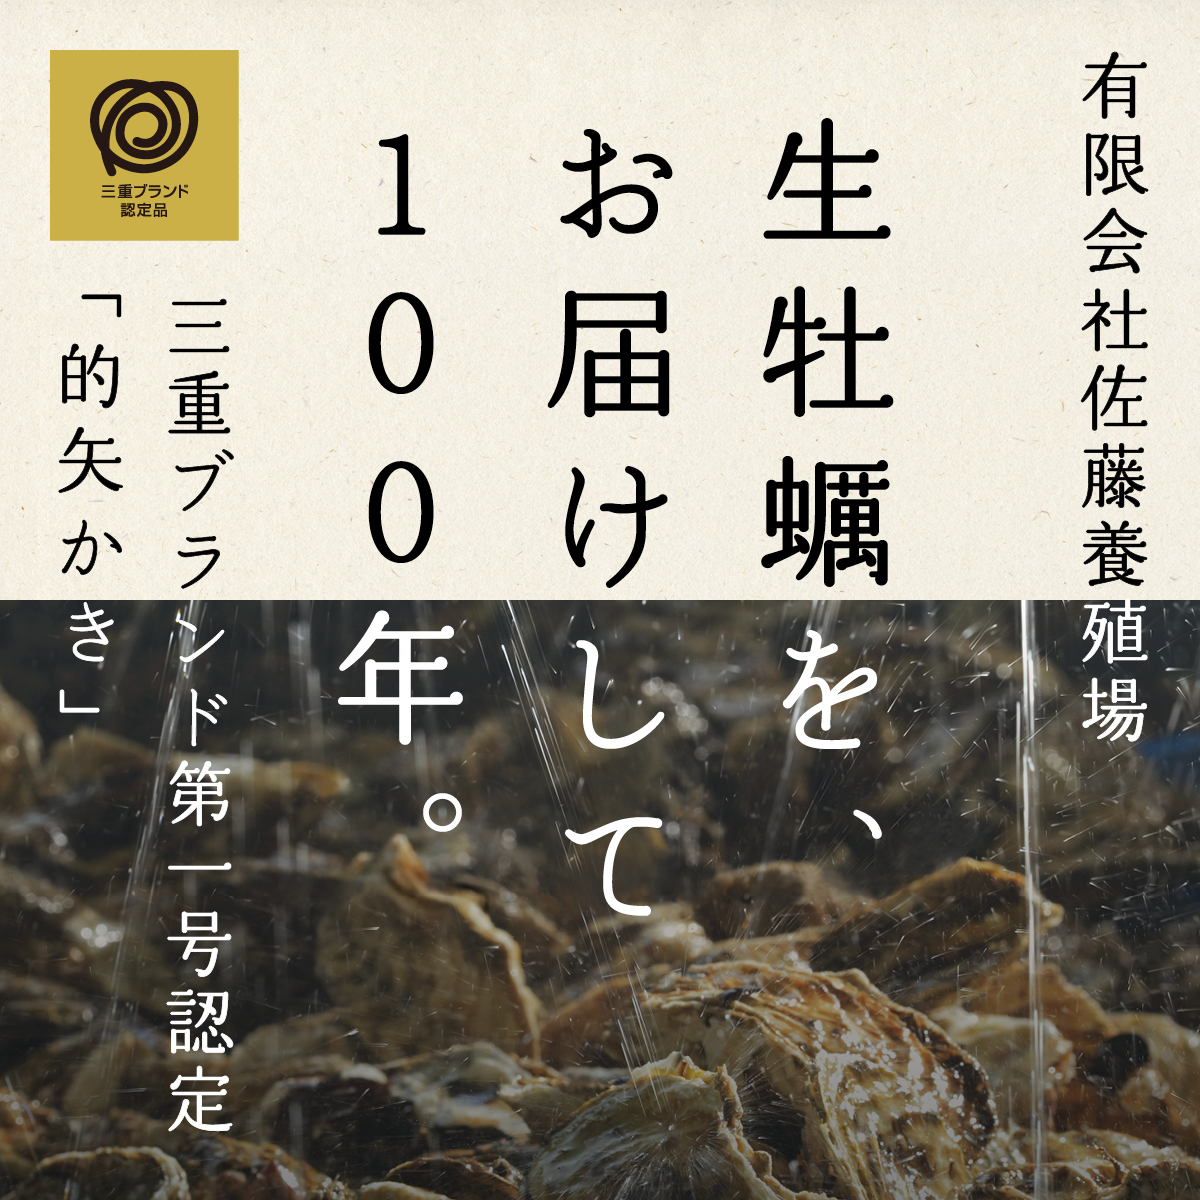 有限会社佐藤養殖場
生牡蠣を、
お届けして
100年。
三重ブランド
認定品
三重ブランド第一号認定
「的矢かき」